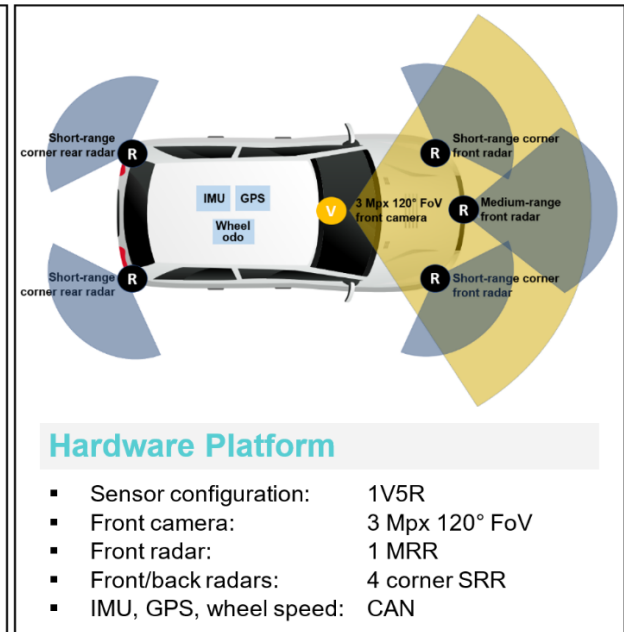 Short-range
corner rear radar
R
R
Short-range corner
front radar
IMU
GPS
Wheel
odo
V
3 Mpx 120° FoV
front camera
R
Medium-range
front radar
Short-range
corner rear radar
R
R
Short-range corner
front radar
Hardware Platform
▪ Sensor configuration: 1V5R
▪ Front camera: 3 Mpx 120° FoV
▪ Front radar: 1 MRR
▪ Front/back radars: 4 corner SRR
▪ IMU, GPS, wheel speed: CAN